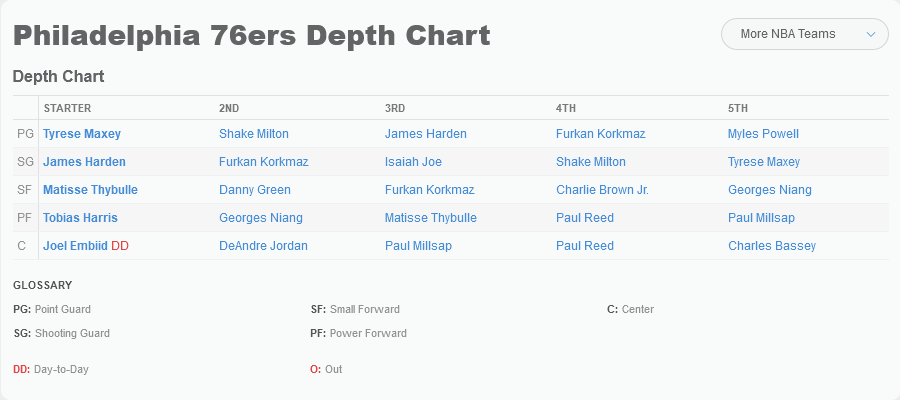 Philadelphia 76ers Depth Chart
More NBA Teams
Depth Chart
STARTER 2ND 3RD 4TH 5TH
PG Tyrese Maxey Shake Milton James Harden Furkan Korkmaz Myles Powell
SG James Harden Furkan Korkmaz Isaiah Joe Shake Milton Tyrese Maxey
SF Matisse Thybulle Danny Green Furkan Korkmaz Charlie Brown Jr. Georges Niang
PF Tobias Harris Georges Niang Matisse Thybulle Paul Reed Paul Millsap
C Joel Embiid DD DeAndre Jordan Paul Millsap Paul Reed Charles Bassey
GLOSSARY
PG: Point Guard SF: Small Forward C: Center
SG: Shooting Guard PF: Power Forward
DD: Day-to-Day O: Out